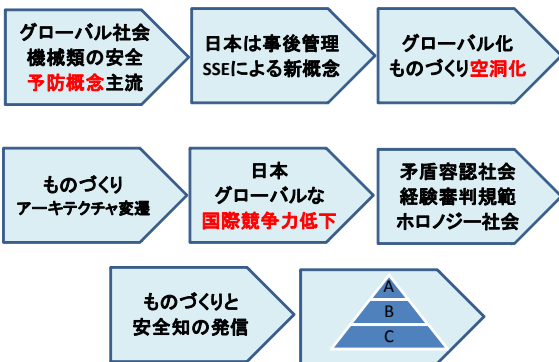 グローバル社会
機械類の安全
予防概念主流
日本は事後管理
SSEによる新概念
グローバル化
ものづくり空洞化
ものづくり
アーキテクチャ変遷
日本
グローバルな
国際競争力低下
矛盾容認社会
経験審判規範
ホロノジー社会
ものづくりと
安全知の発信
A
B
C